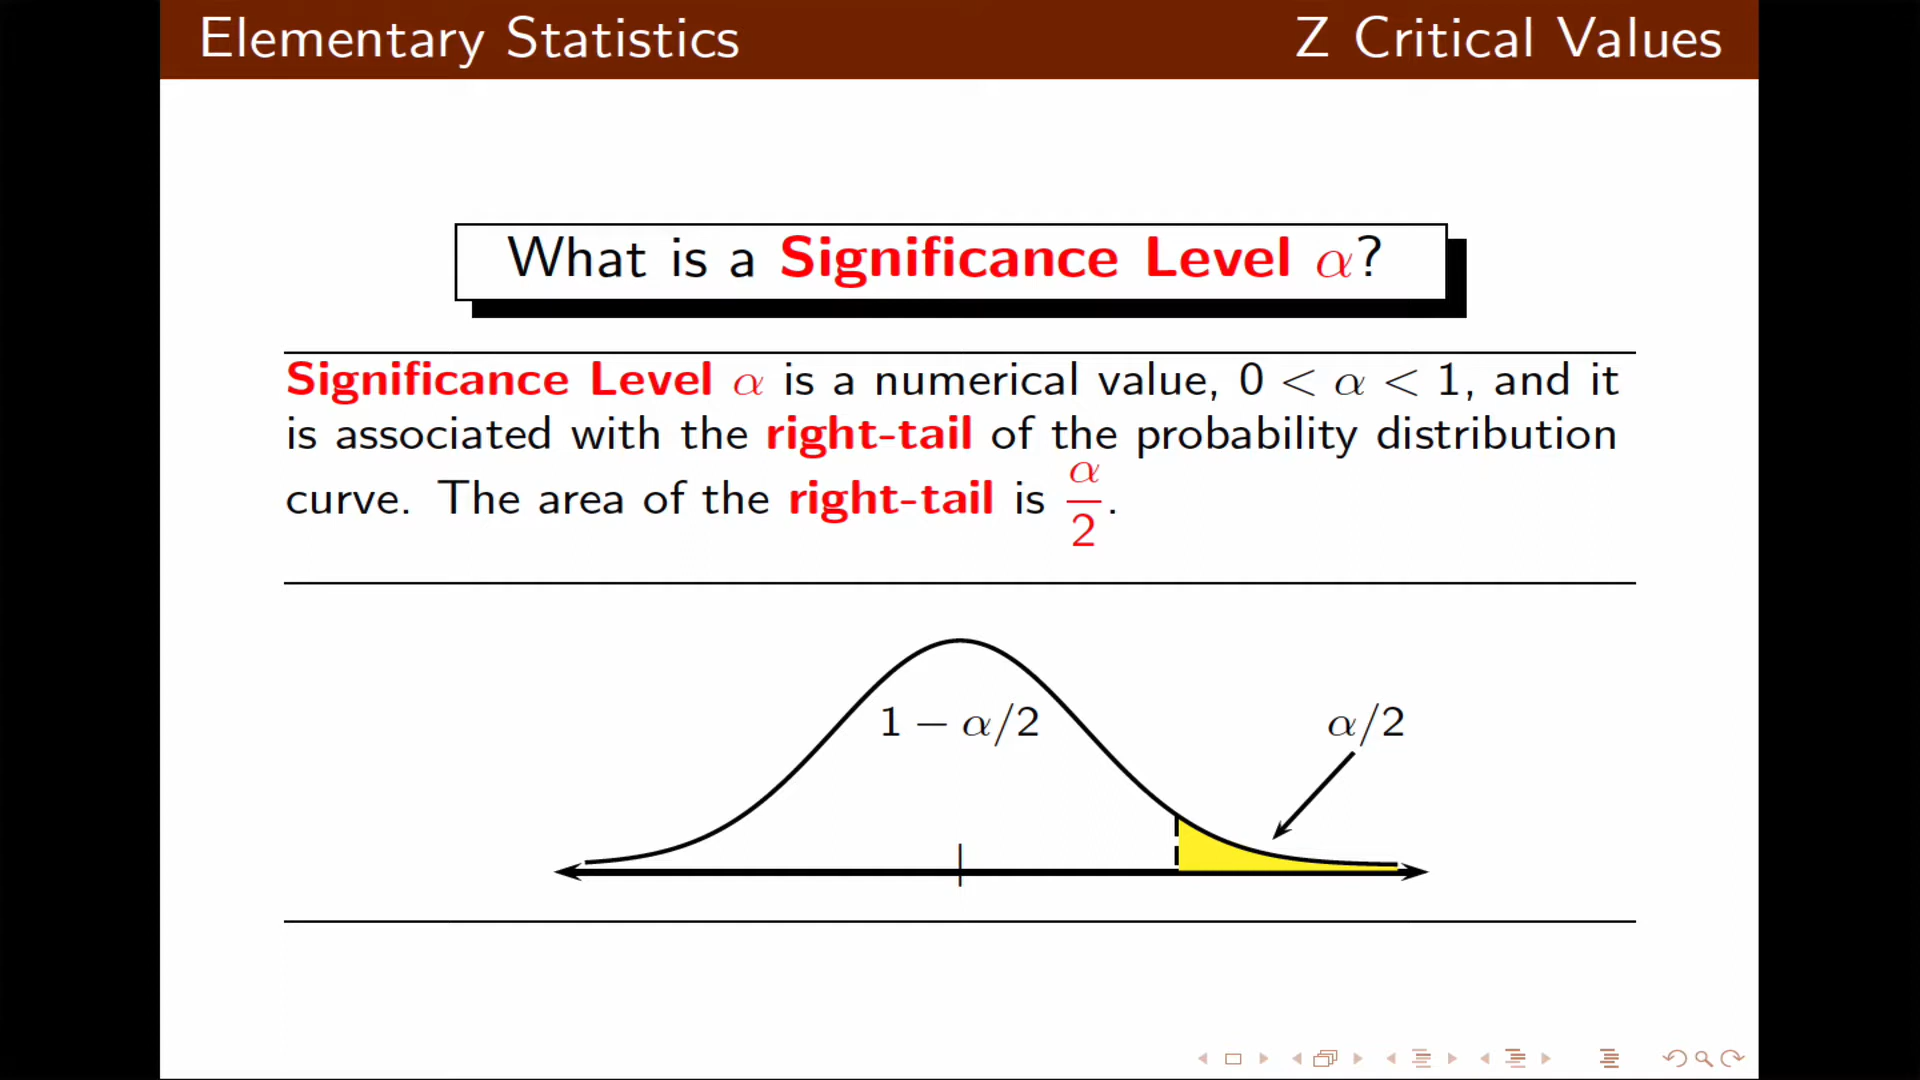 Elementary Statistics Z Critical Values
What is a Significance Level α?
Significance Level α is a numerical value, 0 < α < 1, and it
is associated with the right-tail of the probability distribution
curve. The area of the right-tail is α/2.
1 − α/2
α/2